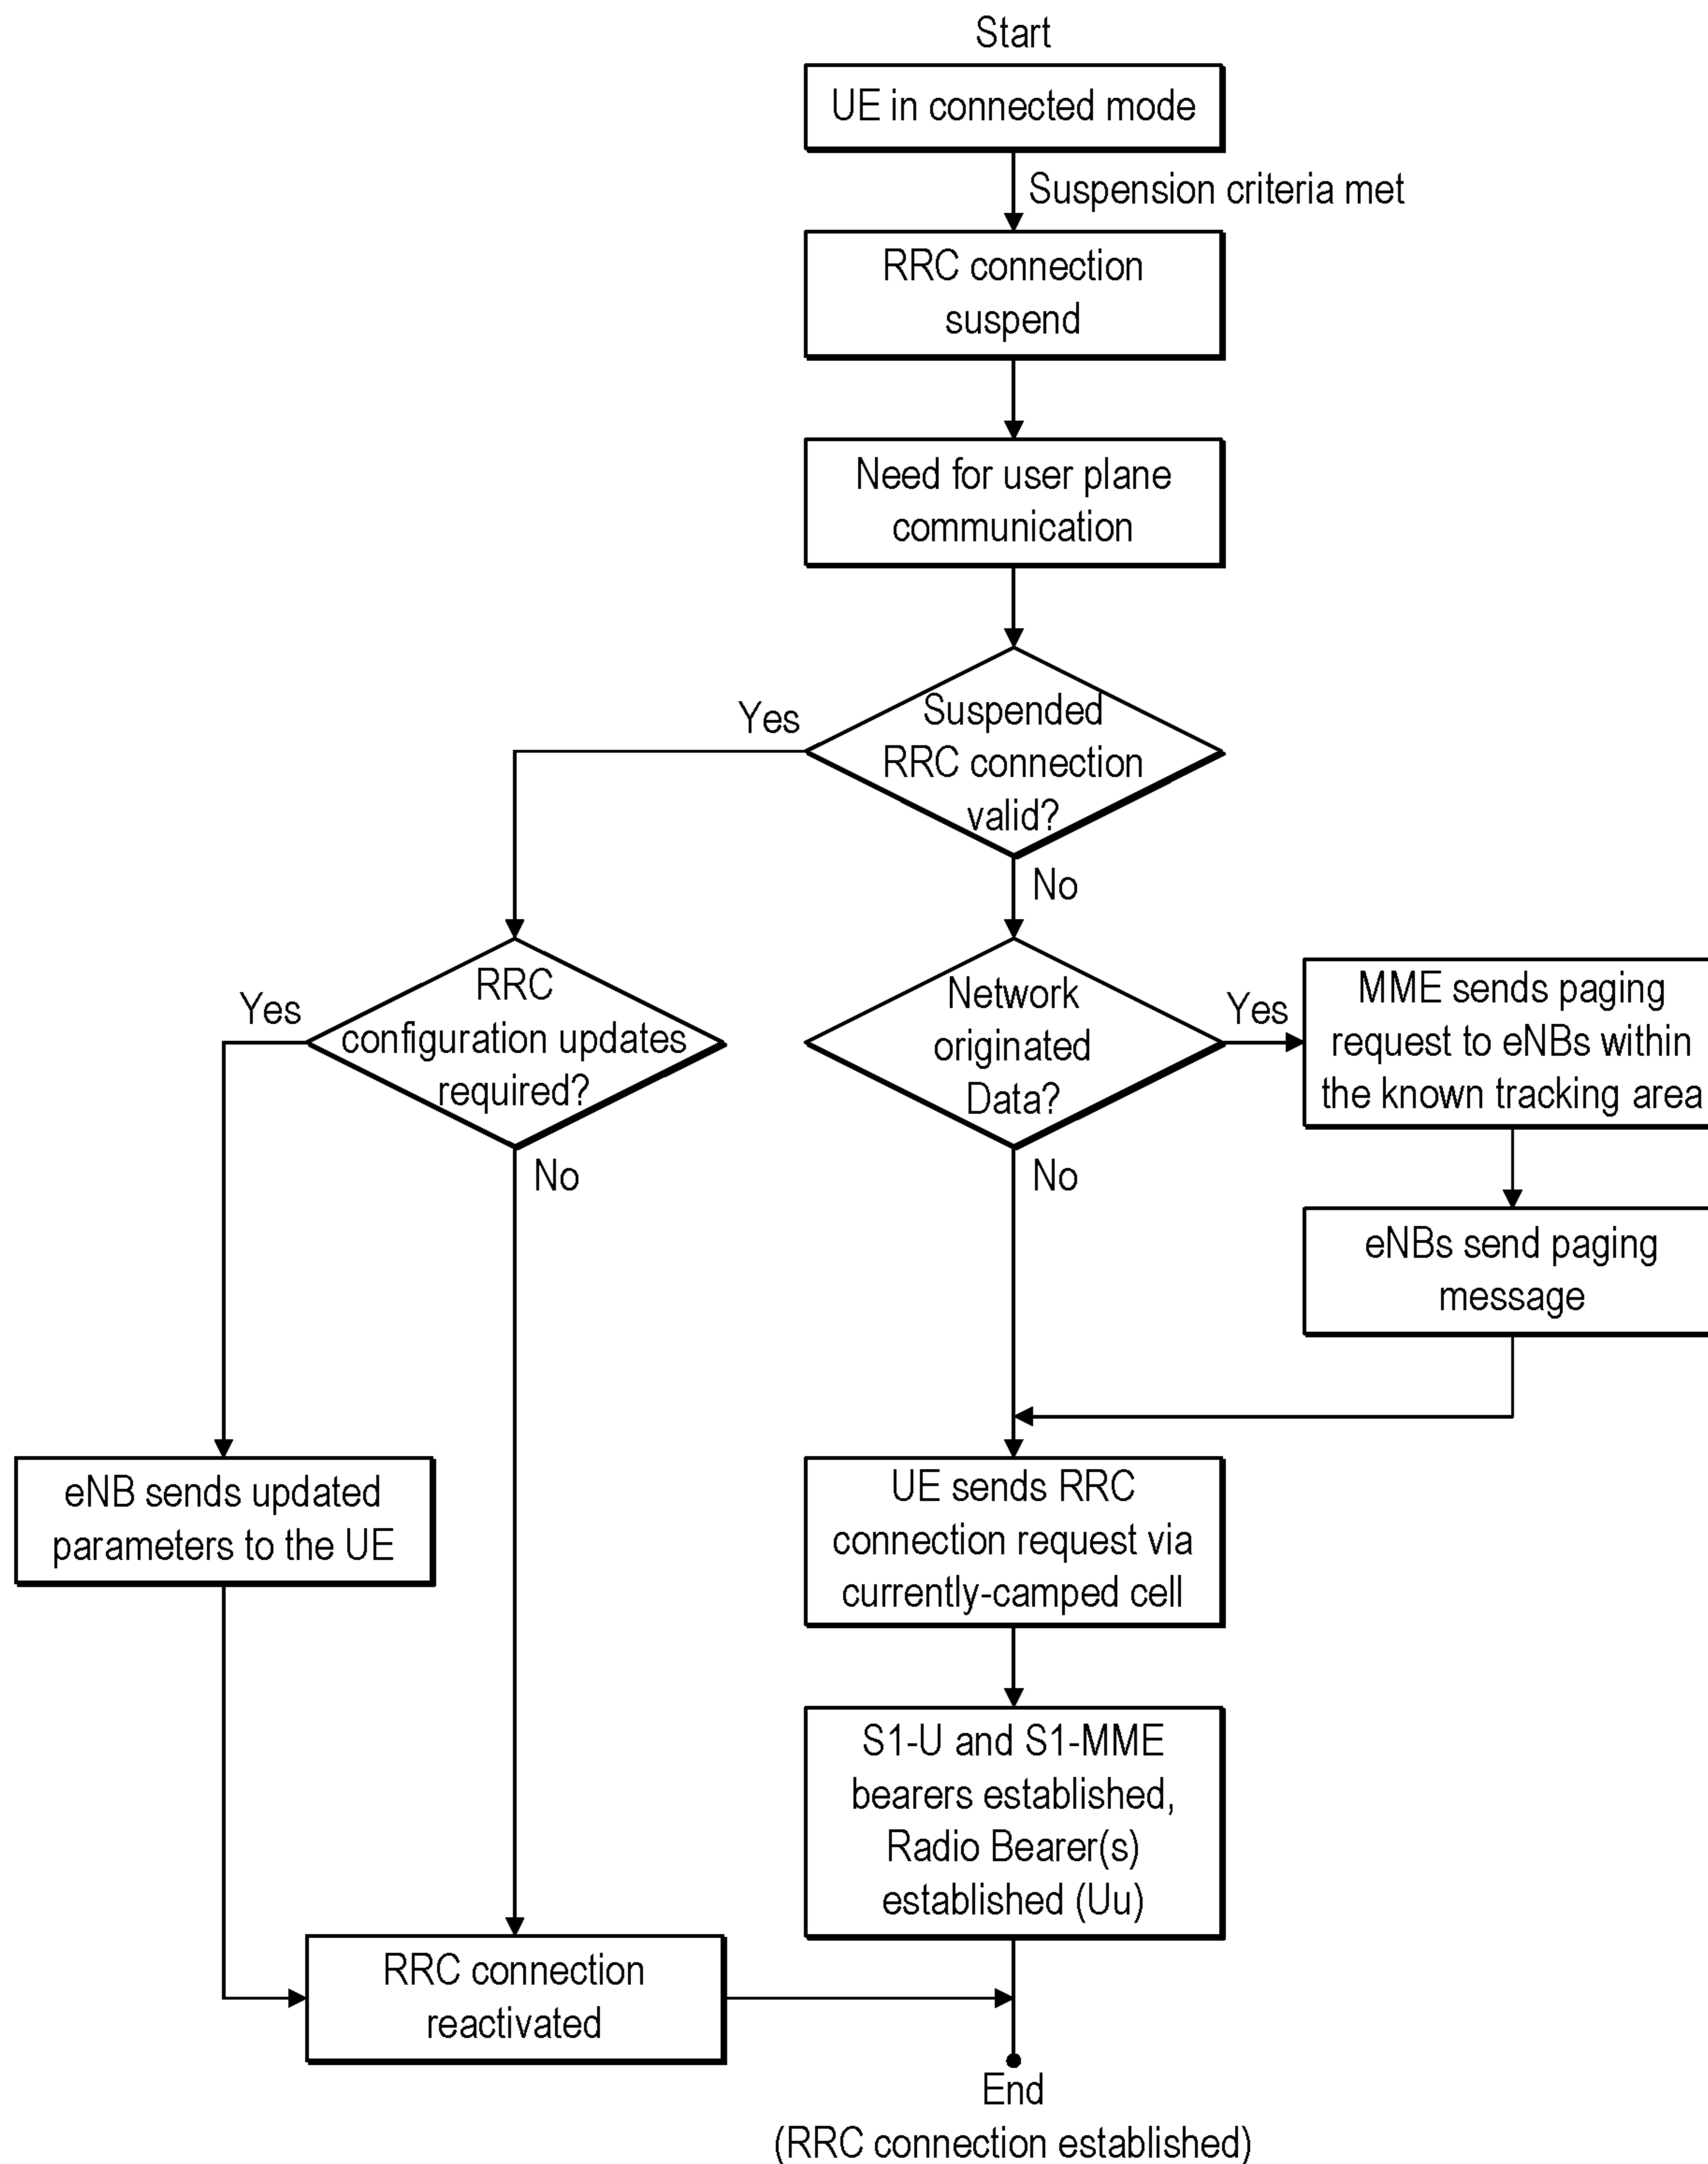 Start
UE in connected mode
Suspension criteria met
RRC connection
suspend
Need for user plane
communication
Yes
Suspended
RRC connection
valid?
No
Yes
RRC
configuration updates
required?
No
Network
originated
Data?
Yes
No
MME sends paging
request to eNBs within
the known tracking area
eNBs send paging
message
eNB sends updated
parameters to the UE
UE sends RRC
connection request via
currently-camped cell
S1-U and S1-MME
bearers established,
Radio Bearer(s)
established (Uu)
RRC connection
reactivated
End
(RRC connection established)